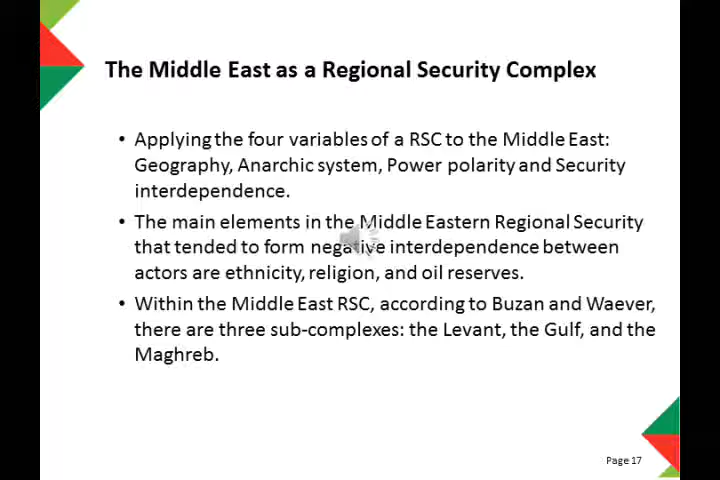 The Middle East as a Regional Security Complex
• Applying the four variables of a RSC to the Middle East:
Geography, Anarchic system, Power polarity and Security
interdependence.
• The main elements in the Middle Eastern Regional Security
that tended to form negative interdependence between
actors are ethnicity, religion, and oil reserves.
• Within the Middle East RSC, according to Buzan and Waever,
there are three sub-complexes: the Levant, the Gulf, and the
Maghreb.
Page 17